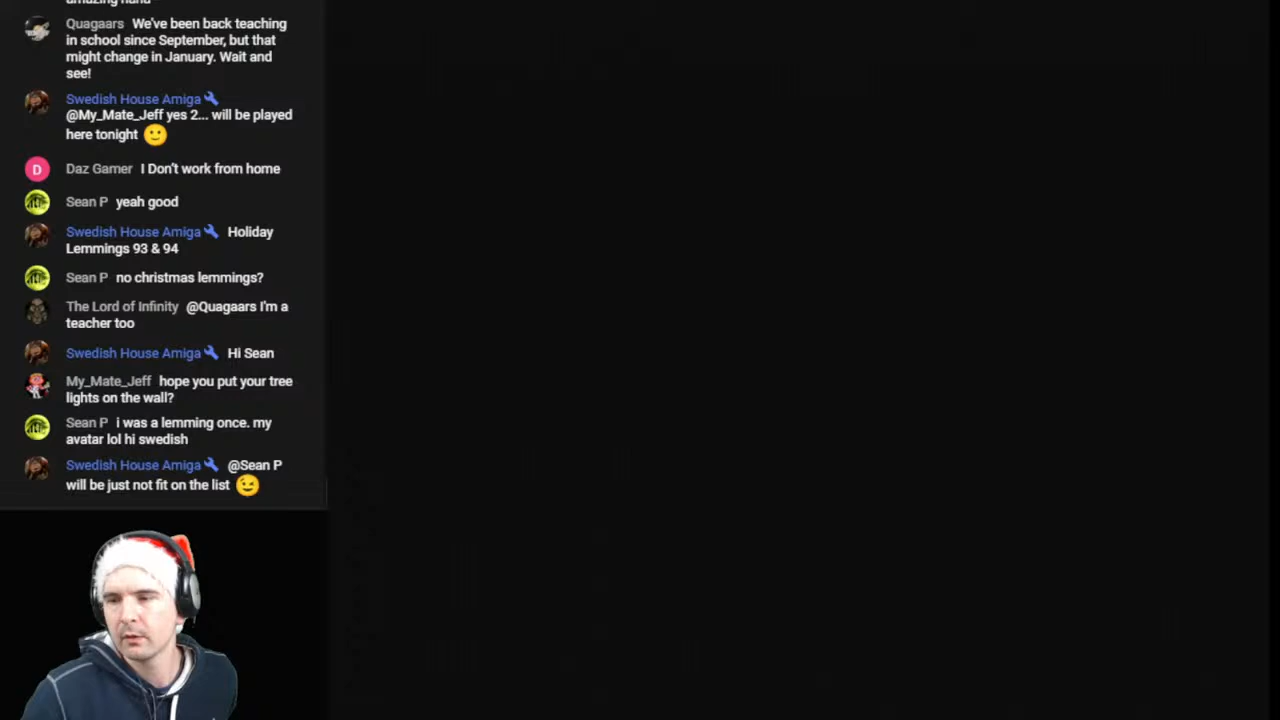 Quagaars We've been back teaching
in school since September, but that
might change in January. Wait and
see!
Swedish House Amiga
@My_Mate_Jeff yes 2... will be played
here tonight 🙂
D Daz Gamer I Don't work from home
Sean P yeah good
Swedish House Amiga Holiday
Lemmings 93 & 94
Sean P no christmas lemmings?
The Lord of Infinity @Quagaars I'm a
teacher too
Swedish House Amiga Hi Sean
My_Mate_Jeff hope you put your tree
lights on the wall?
Sean P i was a lemming once. my
avatar lol hi swedish
Swedish House Amiga @Sean P
will be just not fit on the list 😉